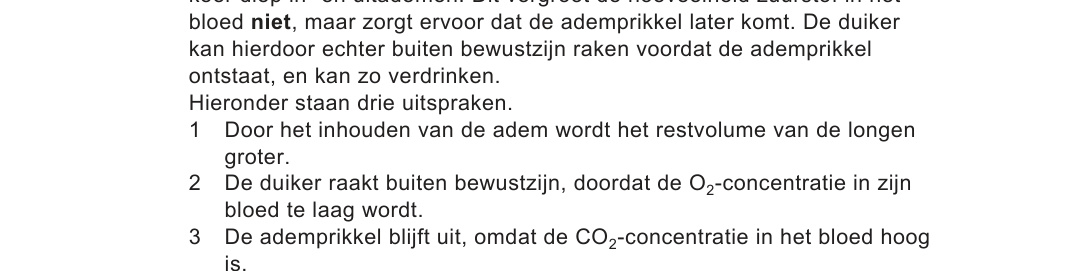 bloed niet, maar zorgt ervoor dat de ademprikkel later komt. De duiker
kan hierdoor echter buiten bewustzijn raken voordat de ademprikkel
ontstaat, en kan zo verdrinken.
Hieronder staan drie uitspraken.
1 Door het inhouden van de adem wordt het restvolume van de longen
groter.
2 De duiker raakt buiten bewustzijn, doordat de O₂-concentratie in zijn
bloed te laag wordt.
3 De ademprikkel blijft uit, omdat de CO₂-concentratie in het bloed hoog
is.